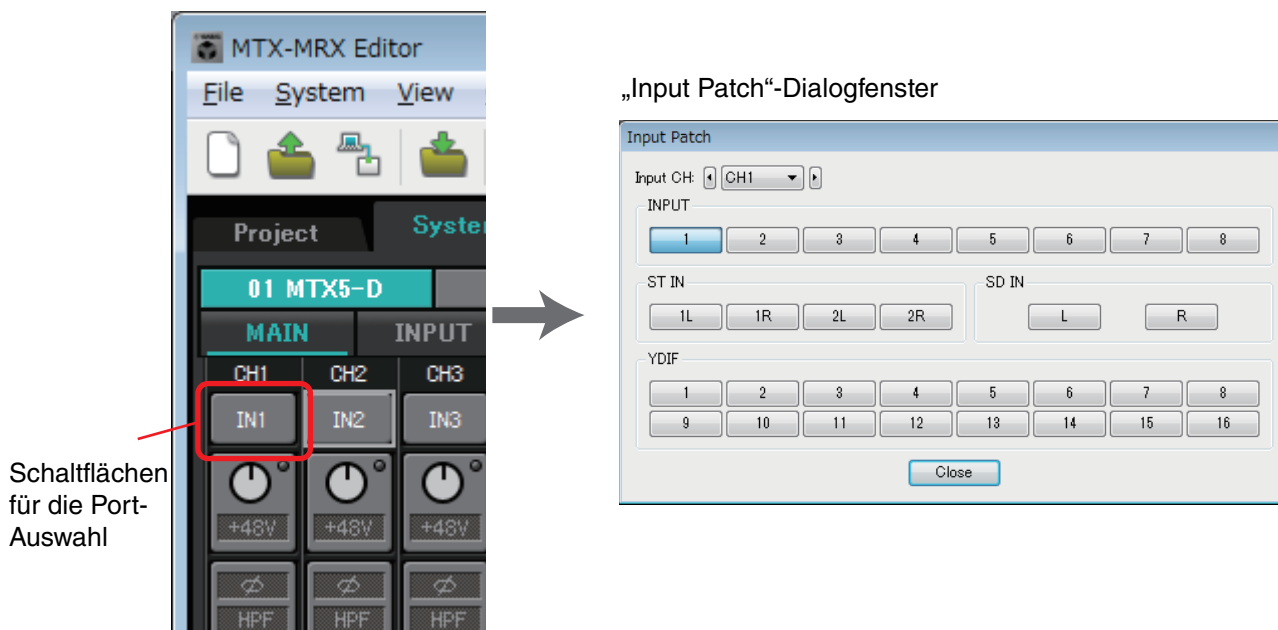 MTX-MRX Editor
File System View
Project Syste
01 MTX5-D
MAIN INPUT
CH1 CH2 CH3
IN1 IN2 IN3
+48V +48V +48V
HPF HPF HPF
Schaltflächen
für die Port-
Auswahl
„Input Patch“-Dialogfenster
Input Patch
Input CH: CH1
INPUT
1 2 3 4 5 6 7 8
ST IN SD IN
1L 1R 2L 2R L R
YDIF
1 2 3 4 5 6 7 8
9 10 11 12 13 14 15 16
Close